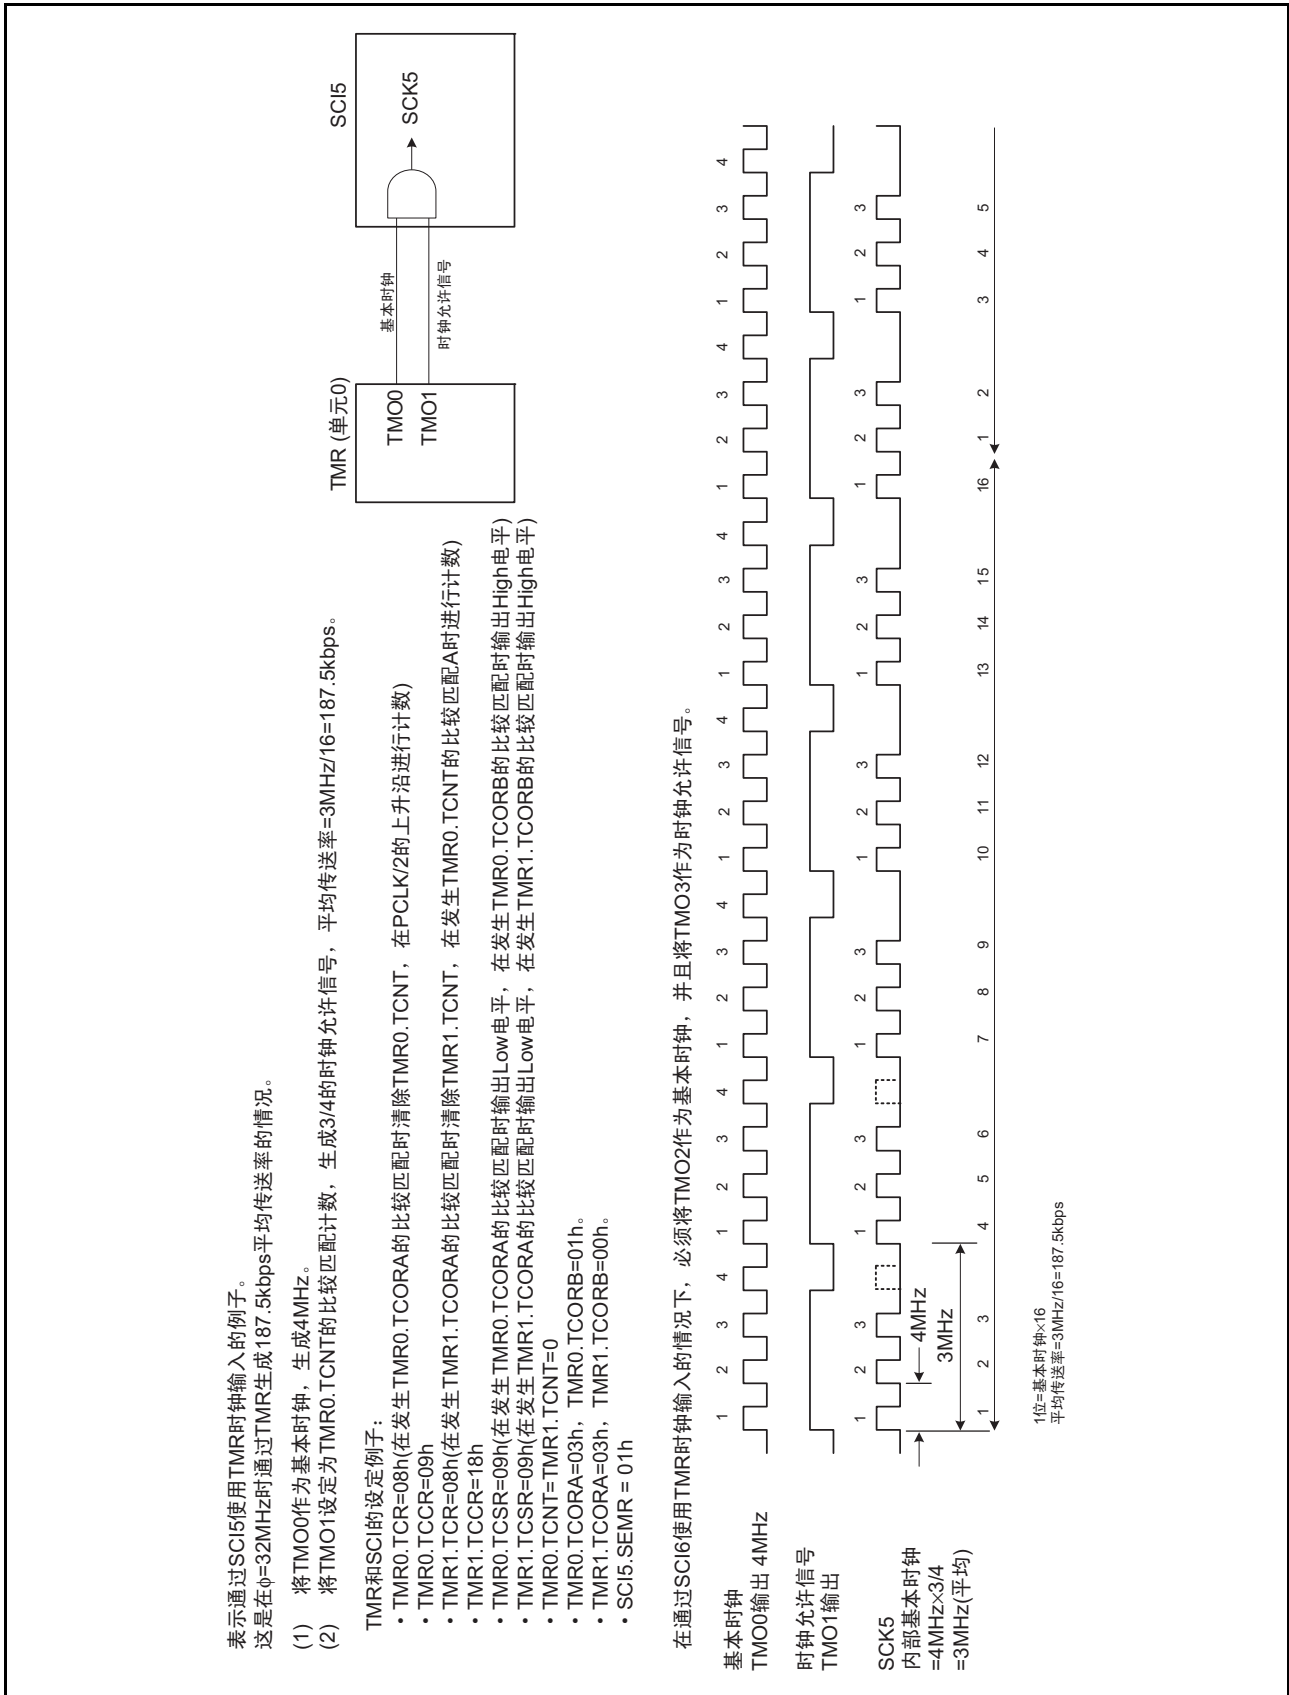 表示通过SCI5使用TMR时钟输入的例子。
这是在φ=32MHz时通过TMR生成187.5kbps平均传送率的情况。
(1) 将TMO0作为基本时钟，生成4MHz。
(2) 将TMO1设定为TMR0.TCNT的比较匹配计数，生成3/4的时钟允许信号，平均传送率=3MHz/16=187.5kbps。
TMR和SCI的设定例子：
• TMR0.TCR=08h(在发生TMR0.TCORA的比较匹配时清除TMR0.TCNT，在PCLK/2的上升沿进行计数)
• TMR0.TCCR=09h
• TMR1.TCR=08h(在发生TMR1.TCORA的比较匹配时清除TMR1.TCNT，在发生TMR0.TCNT的比较匹配A时进行计数)
• TMR1.TCCR=18h
• TMR0.TCSR=09h(在发生TMR0.TCORA的比较匹配时输出Low电平，在发生TMR0.TCORB的比较匹配时输出High电平)
• TMR1.TCSR=09h(在发生TMR1.TCORA的比较匹配时输出Low电平，在发生TMR1.TCORB的比较匹配时输出High电平)
• TMR0.TCNT=TMR1.TCNT=0
• TMR0.TCORA=03h，TMR0.TCORB=01h。
• TMR1.TCORA=03h，TMR1.TCORB=00h。
• SCI5.SEMR = 01h
TMR (单元0)
TMO0
TMO1
基本时钟
时钟允许信号
SCI5
SCK5
在通过SCI6使用TMR时钟输入的情况下，必须将TMO2作为基本时钟，并且将TMO3作为时钟允许信号。
基本时钟
TMO0输出 4MHz
1 2 3 4 1 2 3 4 1 2 3 4 1 2 3 4 1 2 3 4 1 2 3 4 1 2 3 4
时钟允许信号
TMO1输出
SCK5
内部基本时钟
=4MHz×3/4
=3MHz(平均)
1 2 3 1 2 3 1 2 3 1 2 3 1 2 3 1 2 3 1 2 3
4MHz
3MHz
1 2 3 4 5 6 7 8 9 10 11 12 13 14 15 16 1 2 3 4 5
1位=基本时钟×16
平均传送率=3MHz/16=187.5kbps